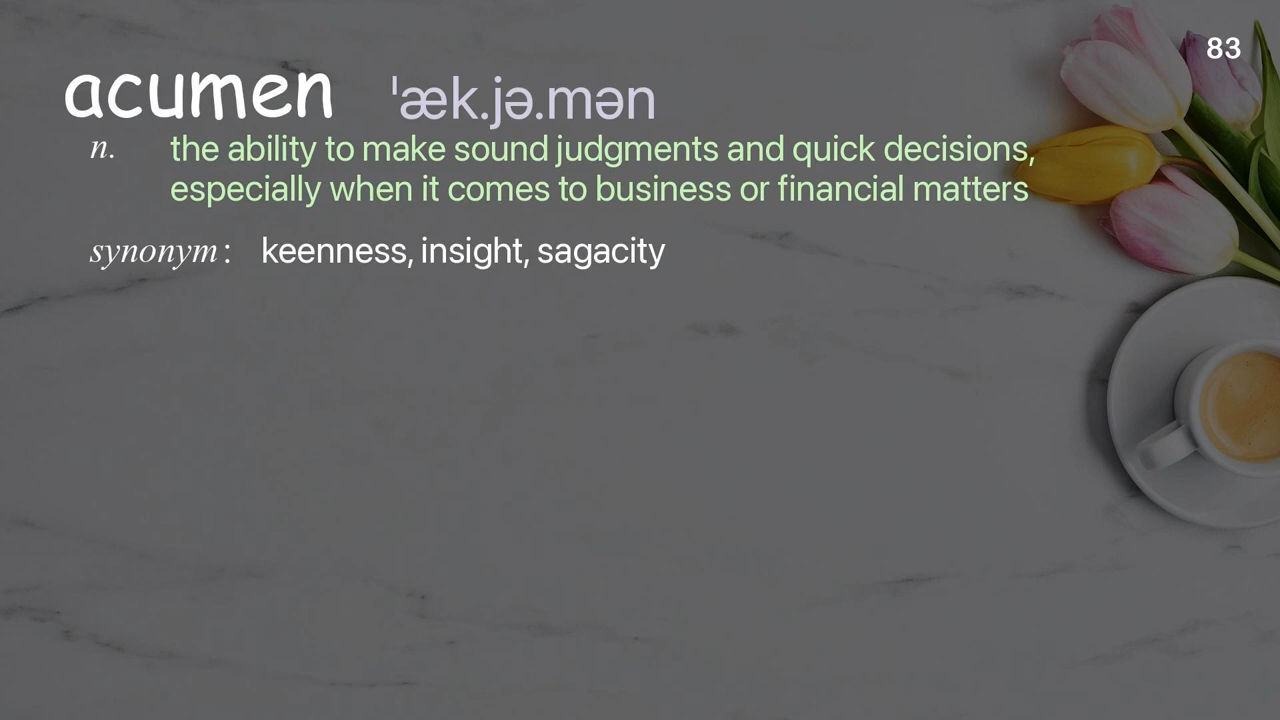 83
acumen ˈæk.jə.mən
n. the ability to make sound judgments and quick decisions,
especially when it comes to business or financial matters
synonym : keenness, insight, sagacity